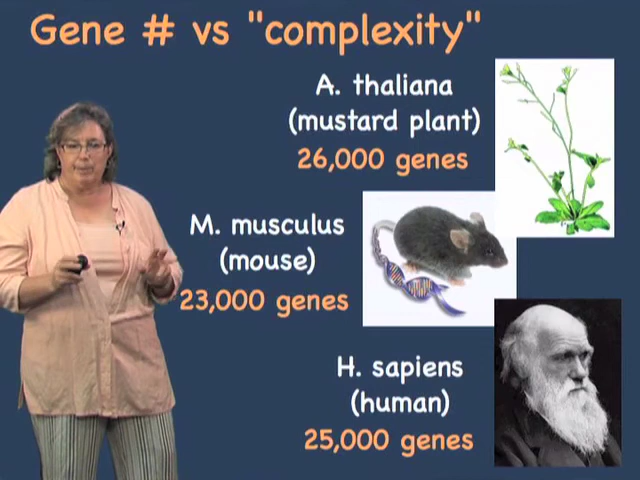 Gene # vs "complexity"
A. thaliana
(mustard plant)
26,000 genes
M. musculus
(mouse)
23,000 genes
H. sapiens
(human)
25,000 genes